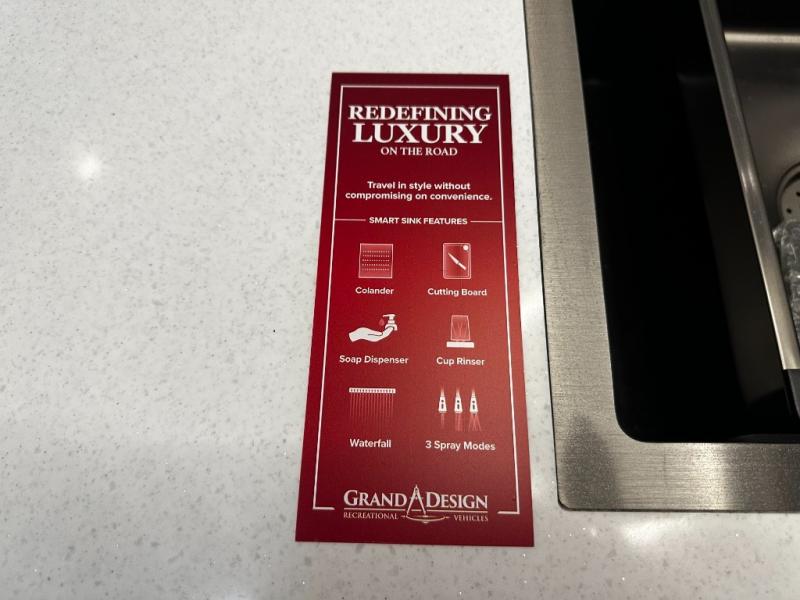 REDEFINING
LUXURY
ON THE ROAD
Travel in style without
compromising on convenience.
SMART SINK FEATURES
Colander
Cutting Board
Soap Dispenser
Cup Rinser
Waterfall
3 Spray Modes
GRAND DESIGN
RECREATIONAL VEHICLES